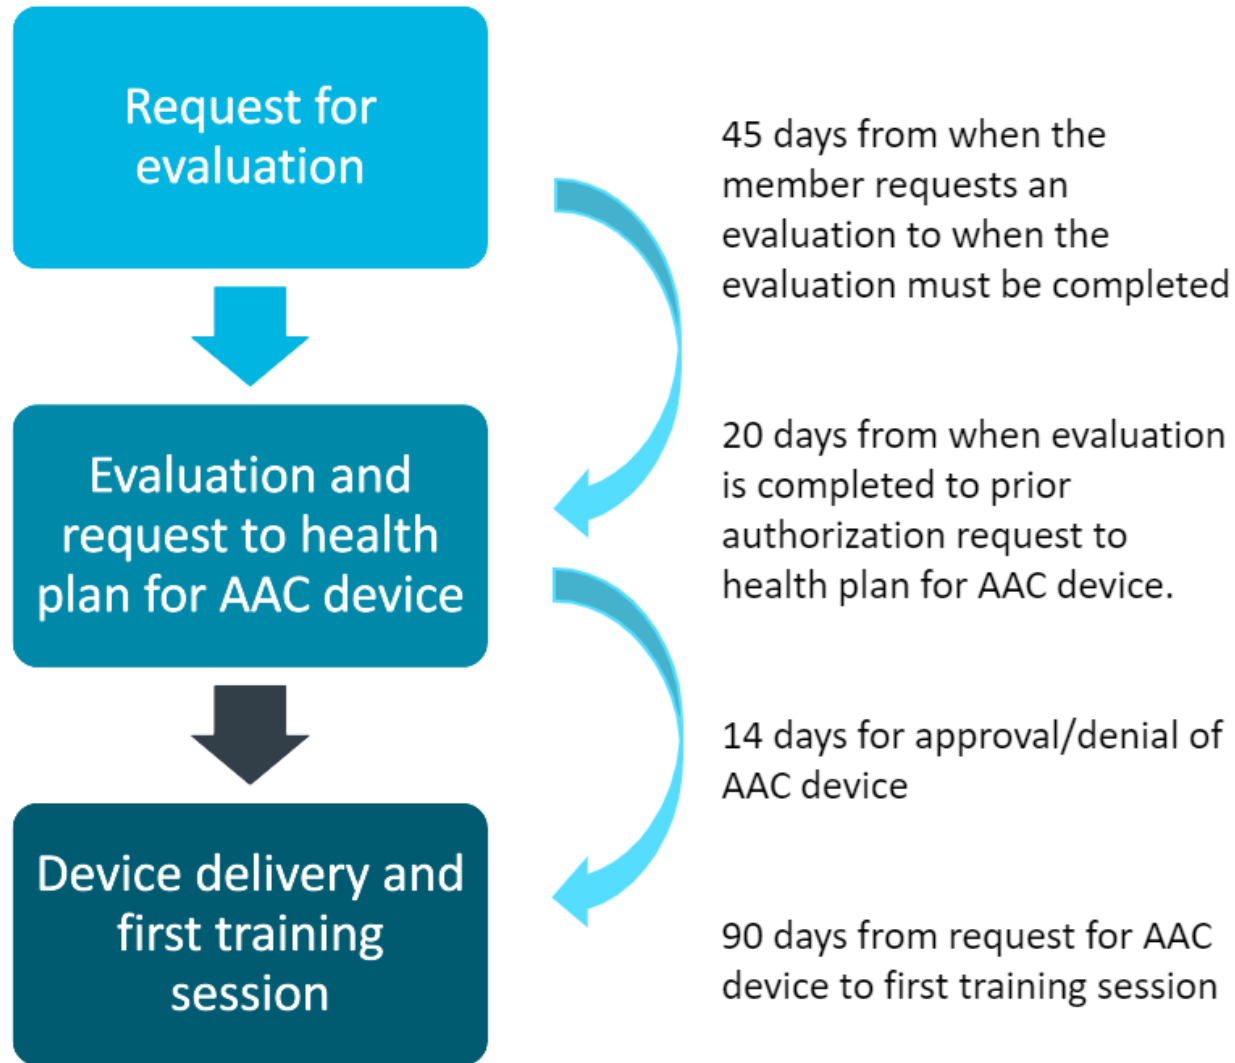 Request for
evaluation
45 days from when the
member requests an
evaluation to when the
evaluation must be completed
Evaluation and
request to health
plan for AAC device
20 days from when evaluation
is completed to prior
authorization request to
health plan for AAC device.
14 days for approval/denial of
AAC device
Device delivery and
first training
session
90 days from request for AAC
device to first training session